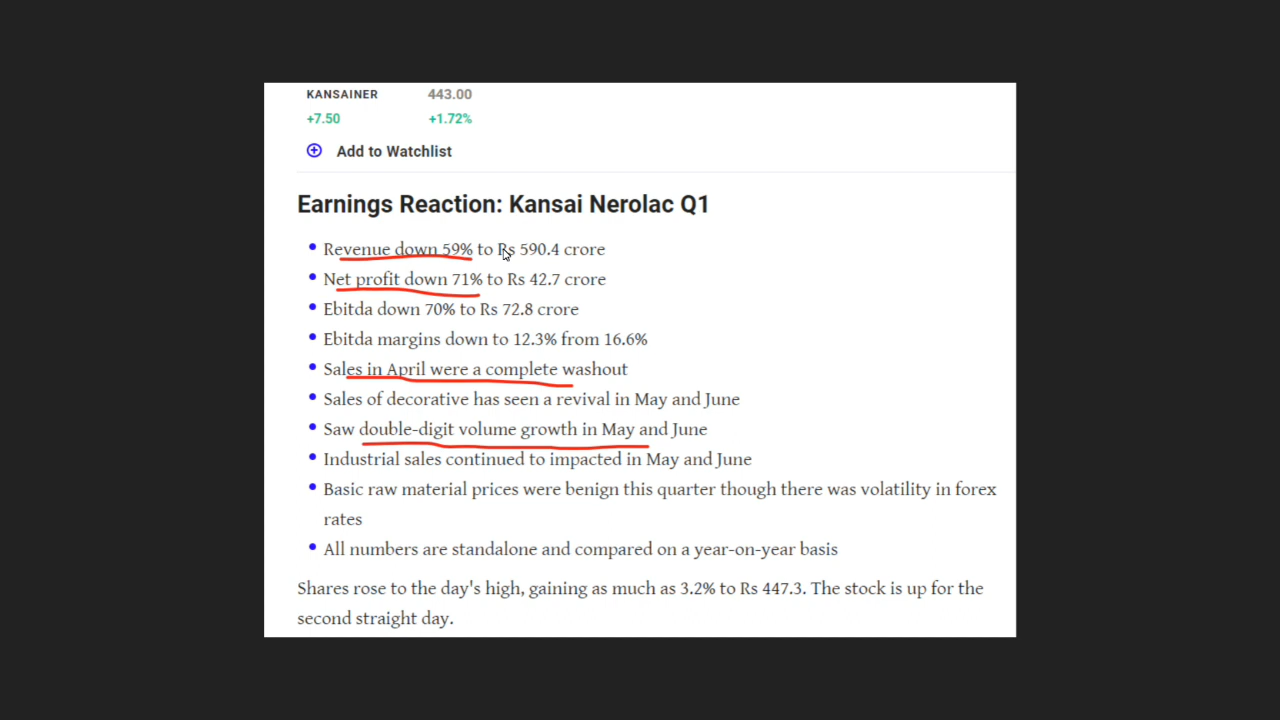 KANSAINER 443.00
+7.50 +1.72%
Add to Watchlist
Earnings Reaction: Kansai Nerolac Q1
• Revenue down 59% to Rs 590.4 crore
• Net profit down 71% to Rs 42.7 crore
• Ebitda down 70% to Rs 72.8 crore
• Ebitda margins down to 12.3% from 16.6%
• Sales in April were a complete washout
• Sales of decorative has seen a revival in May and June
• Saw double-digit volume growth in May and June
• Industrial sales continued to impacted in May and June
• Basic raw material prices were benign this quarter though there was volatility in forex
rates
• All numbers are standalone and compared on a year-on-year basis
Shares rose to the day's high, gaining as much as 3.2% to Rs 447.3. The stock is up for the
second straight day.